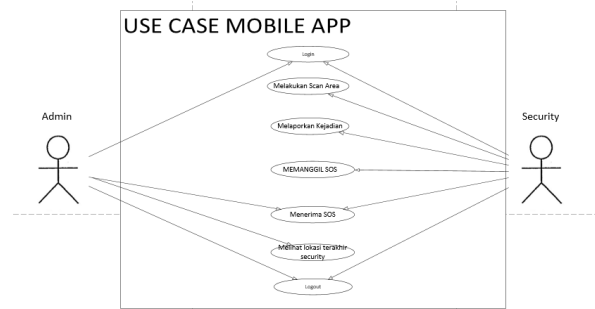 USE CASE MOBILE APP
Login
Melakukan Scan Area
Admin
Security
Melaporkan Kejadian
MEMANGGIL SOS
Menerima SOS
Melihat lokasi terakhir
security
Logout